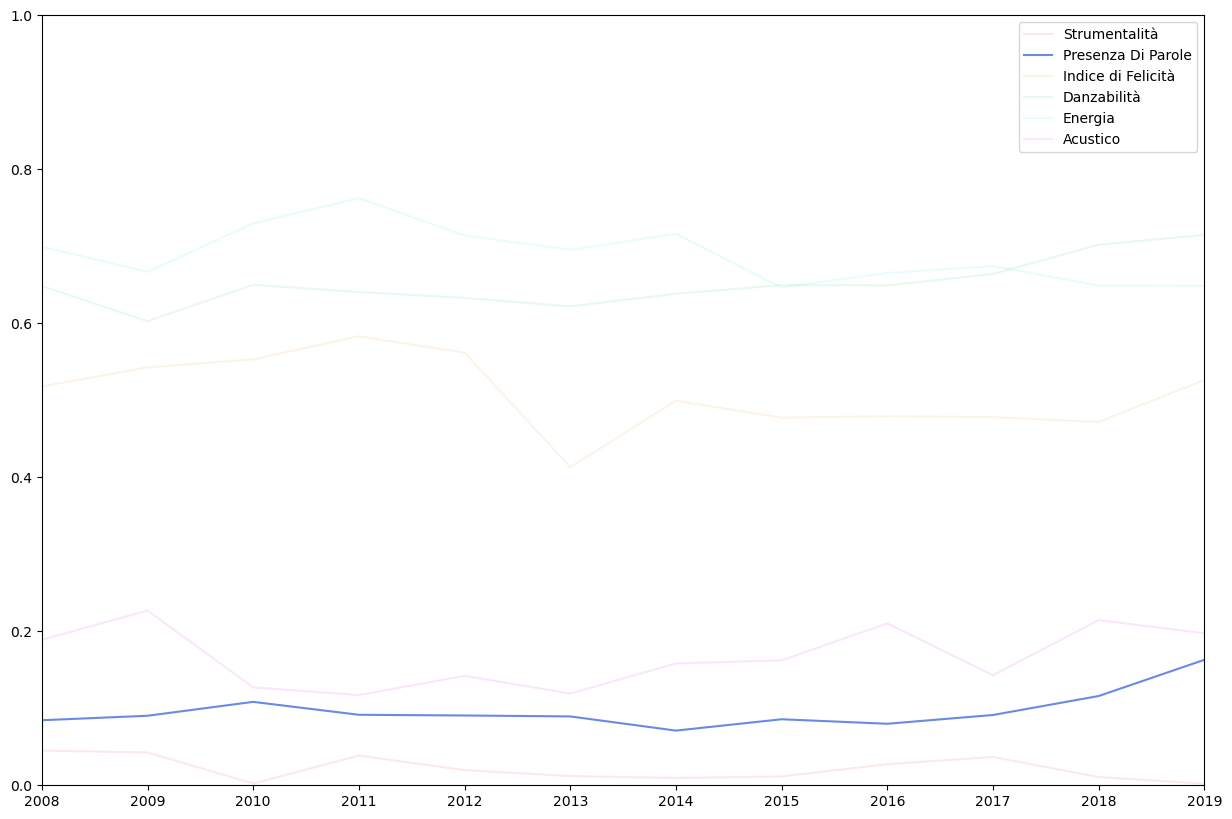 1.0
0.8
0.6
0.4
0.2
0.0
Strumentalità
Presenza Di Parole
Indice di Felicità
Danzabilità
Energia
Acustico
2008 2009 2010 2011 2012 2013 2014 2015 2016 2017 2018 2019